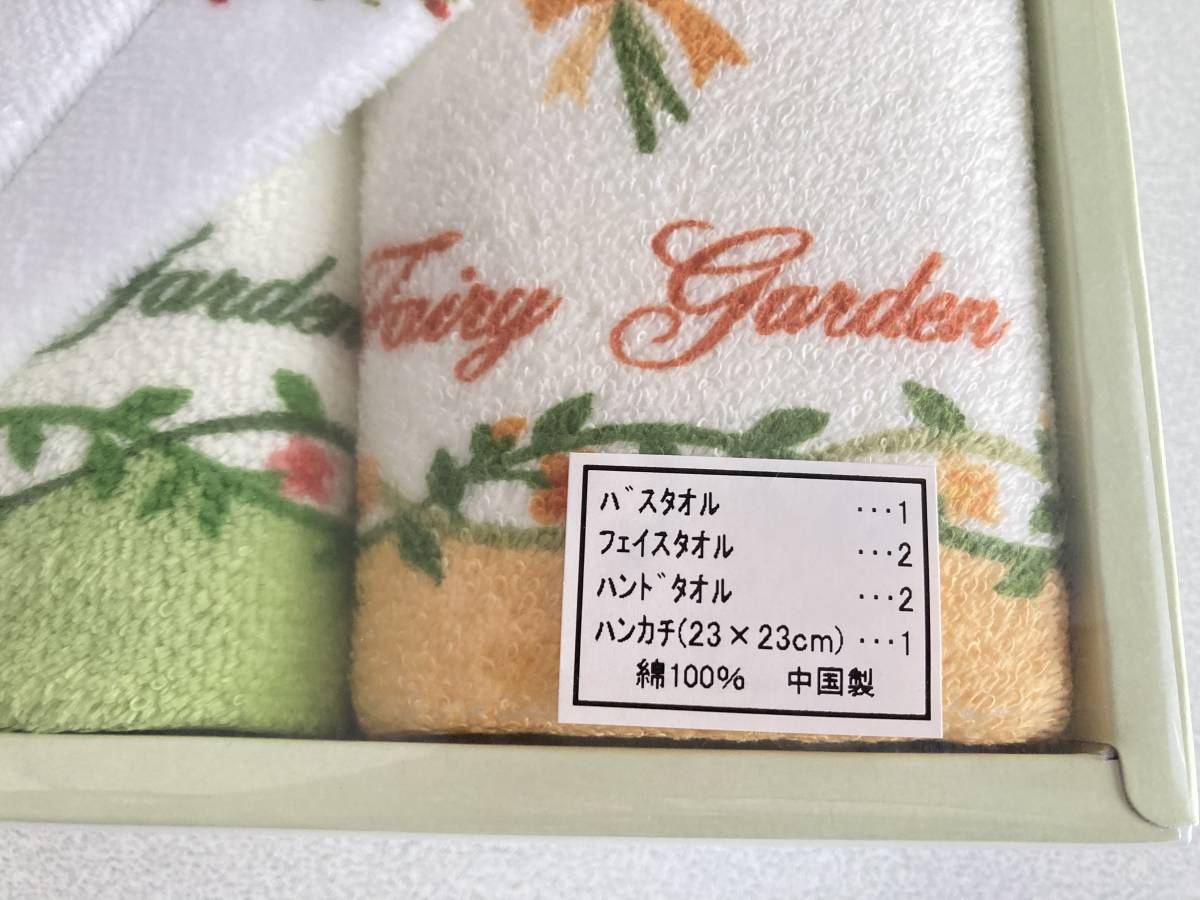 Garden
Fairy Garden
バスタオル …1
フェイスタオル …2
ハンドタオル …2
ハンカチ(23×23cm) …1
綿100% 中国製